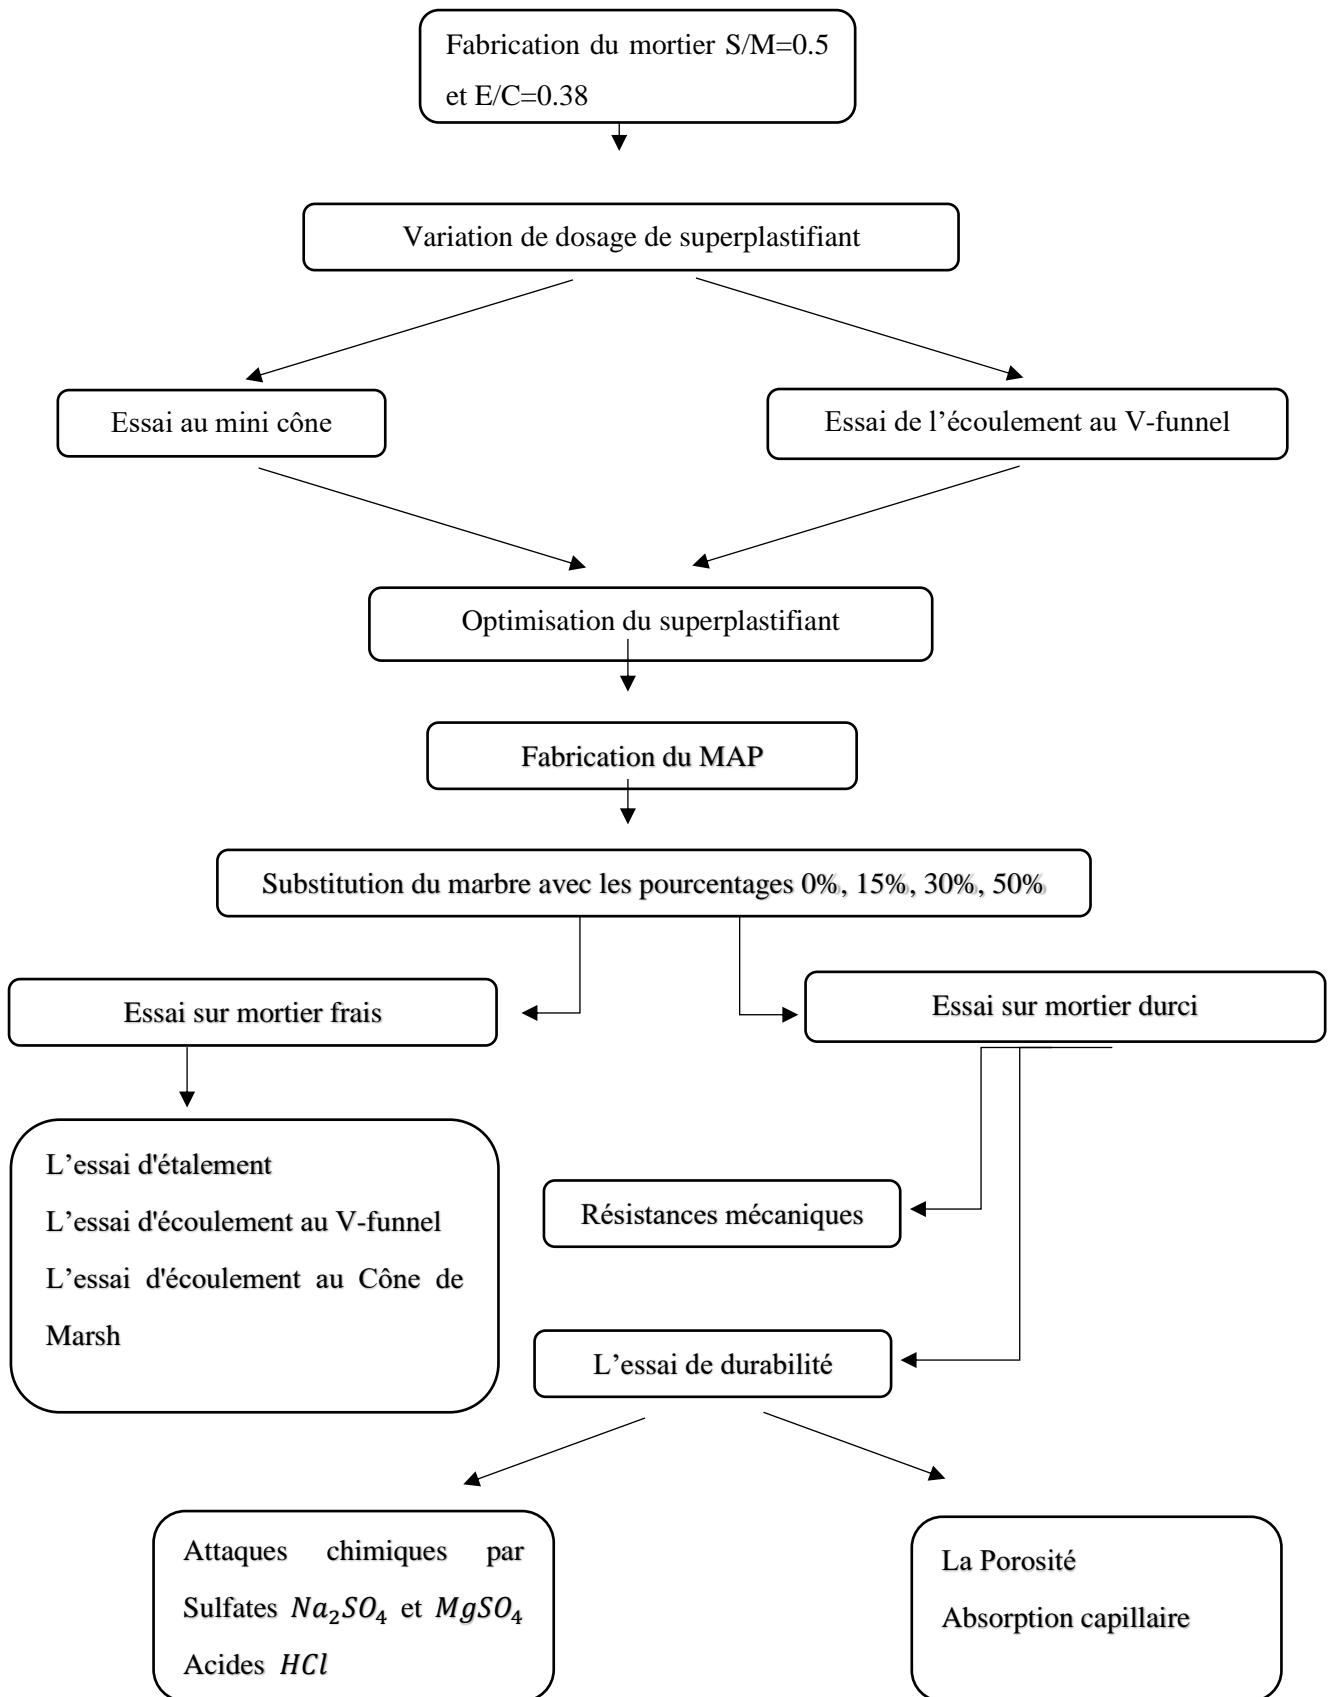 Fabrication du mortier S/M=0.5
et E/C=0.38
Variation de dosage de superplastifiant
Essai au mini cône
Essai de l’écoulement au V-funnel
Optimisation du superplastifiant
Fabrication du MAP
Substitution du marbre avec les pourcentages 0%, 15%, 30%, 50%
Essai sur mortier frais
Essai sur mortier durci
L’essai d'étalement
L’essai d'écoulement au V-funnel
L’essai d'écoulement au Cône de
Marsh
Résistances mécaniques
L’essai de durabilité
Attaques chimiques par
Sulfates Na₂SO₄ et MgSO₄
Acides HCl
La Porosité
Absorption capillaire